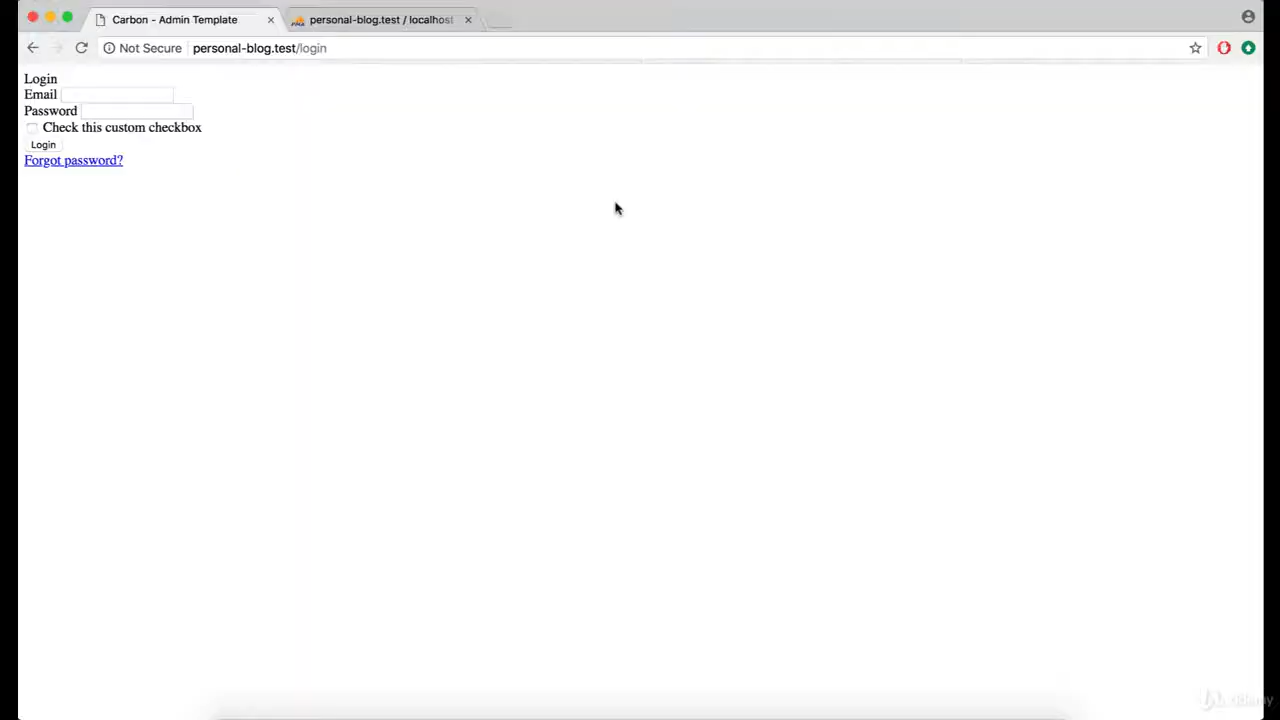 Carbon - Admin Template
personal-blog.test / localhost
Not Secure
personal-blog.test/login
Login
Email
Password
Check this custom checkbox
Login
Forgot password?